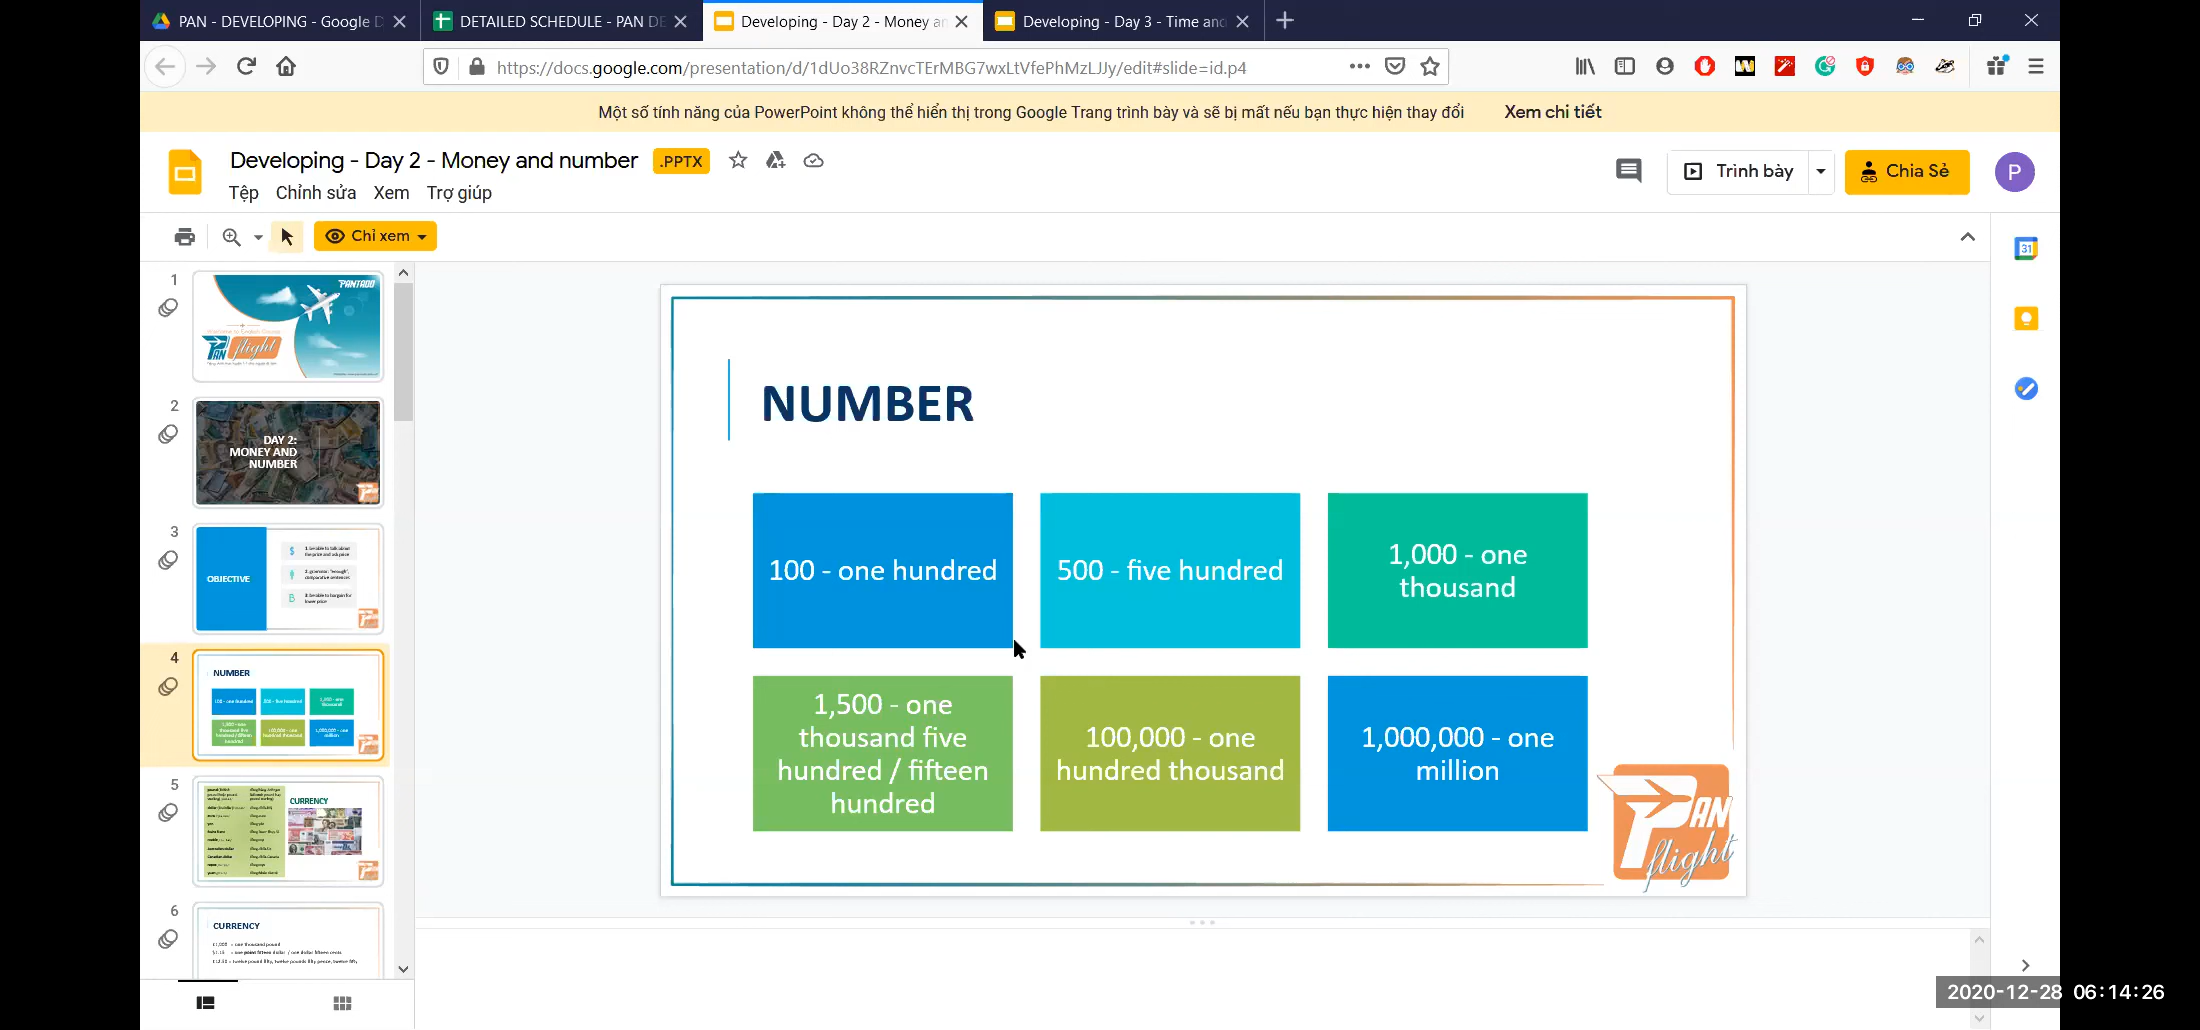 PAN - DEVELOPING - Google D
DETAILED SCHEDULE - PAN DE
Developing - Day 2 - Money an
Developing - Day 3 - Time and
https://docs.google.com/presentation/d/1dUo38RZnvcTErMBG7wxLtVfePhMzLJJy/edit#slide=id.p4
Một số tính năng của PowerPoint không thể hiển thị trong Google Trang trình bày và sẽ bị mất nếu bạn thực hiện thay đổi Xem chi tiết
Developing - Day 2 - Money and number .PPTX
Tệp Chỉnh sửa Xem Trợ giúp
Trình bày
Chia Sẻ
P
Chỉ xem
31
1
PANTADO
PAN flight
2
DAY 2:
MONEY AND
NUMBER
3
OBJECTIVE
4
NUMBER
5
CURRENCY
6
CURRENCY
NUMBER
100 - one hundred
500 - five hundred
1,000 - one
thousand
1,500 - one
thousand five
hundred / fifteen
hundred
100,000 - one
hundred thousand
1,000,000 - one
million
PAN
flight
2020-12-28 06:14:26